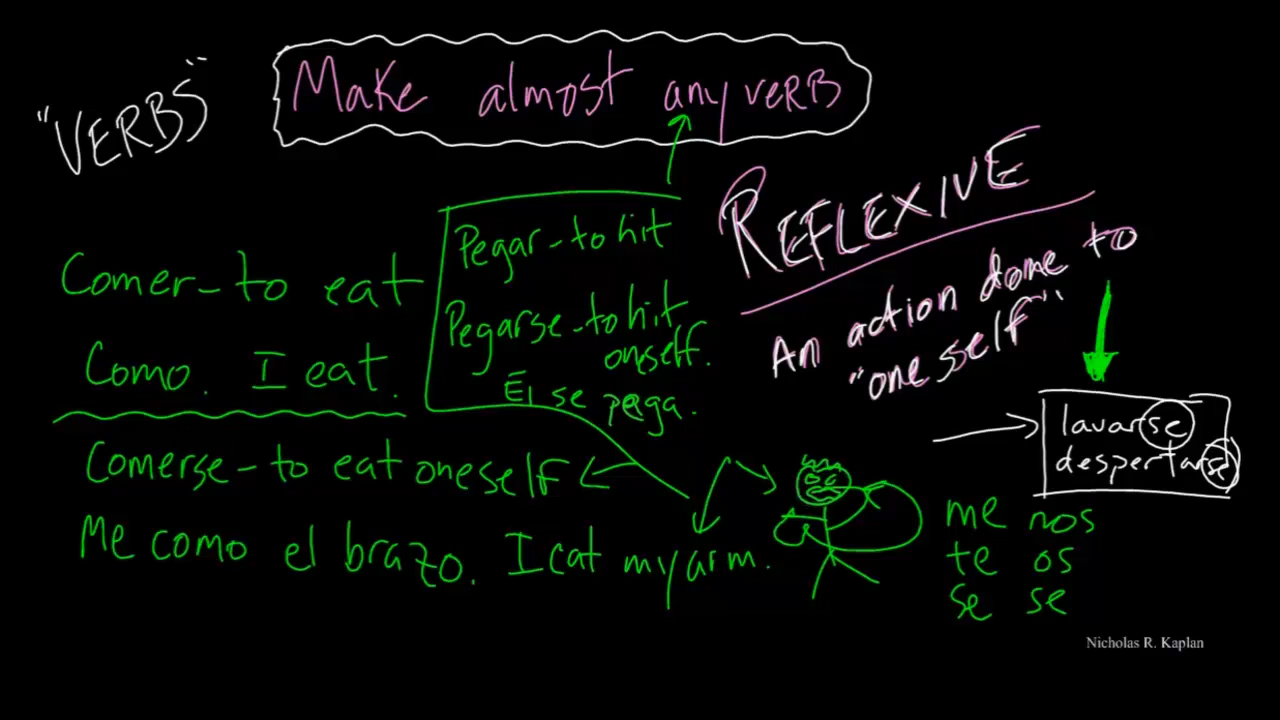 "VERBS"
Make almost any VERB
REFLEXIVE
An action done to
"one self"
Comer - to eat
Como. I eat.
Pegar - to hit
Pegarse - to hit
oneself.
Él se pega.
Comerse - to eat oneself
Me como el brazo. I eat my arm.
lavarse
despertarse
me nos
te os
se se
Nicholas R. Kaplan